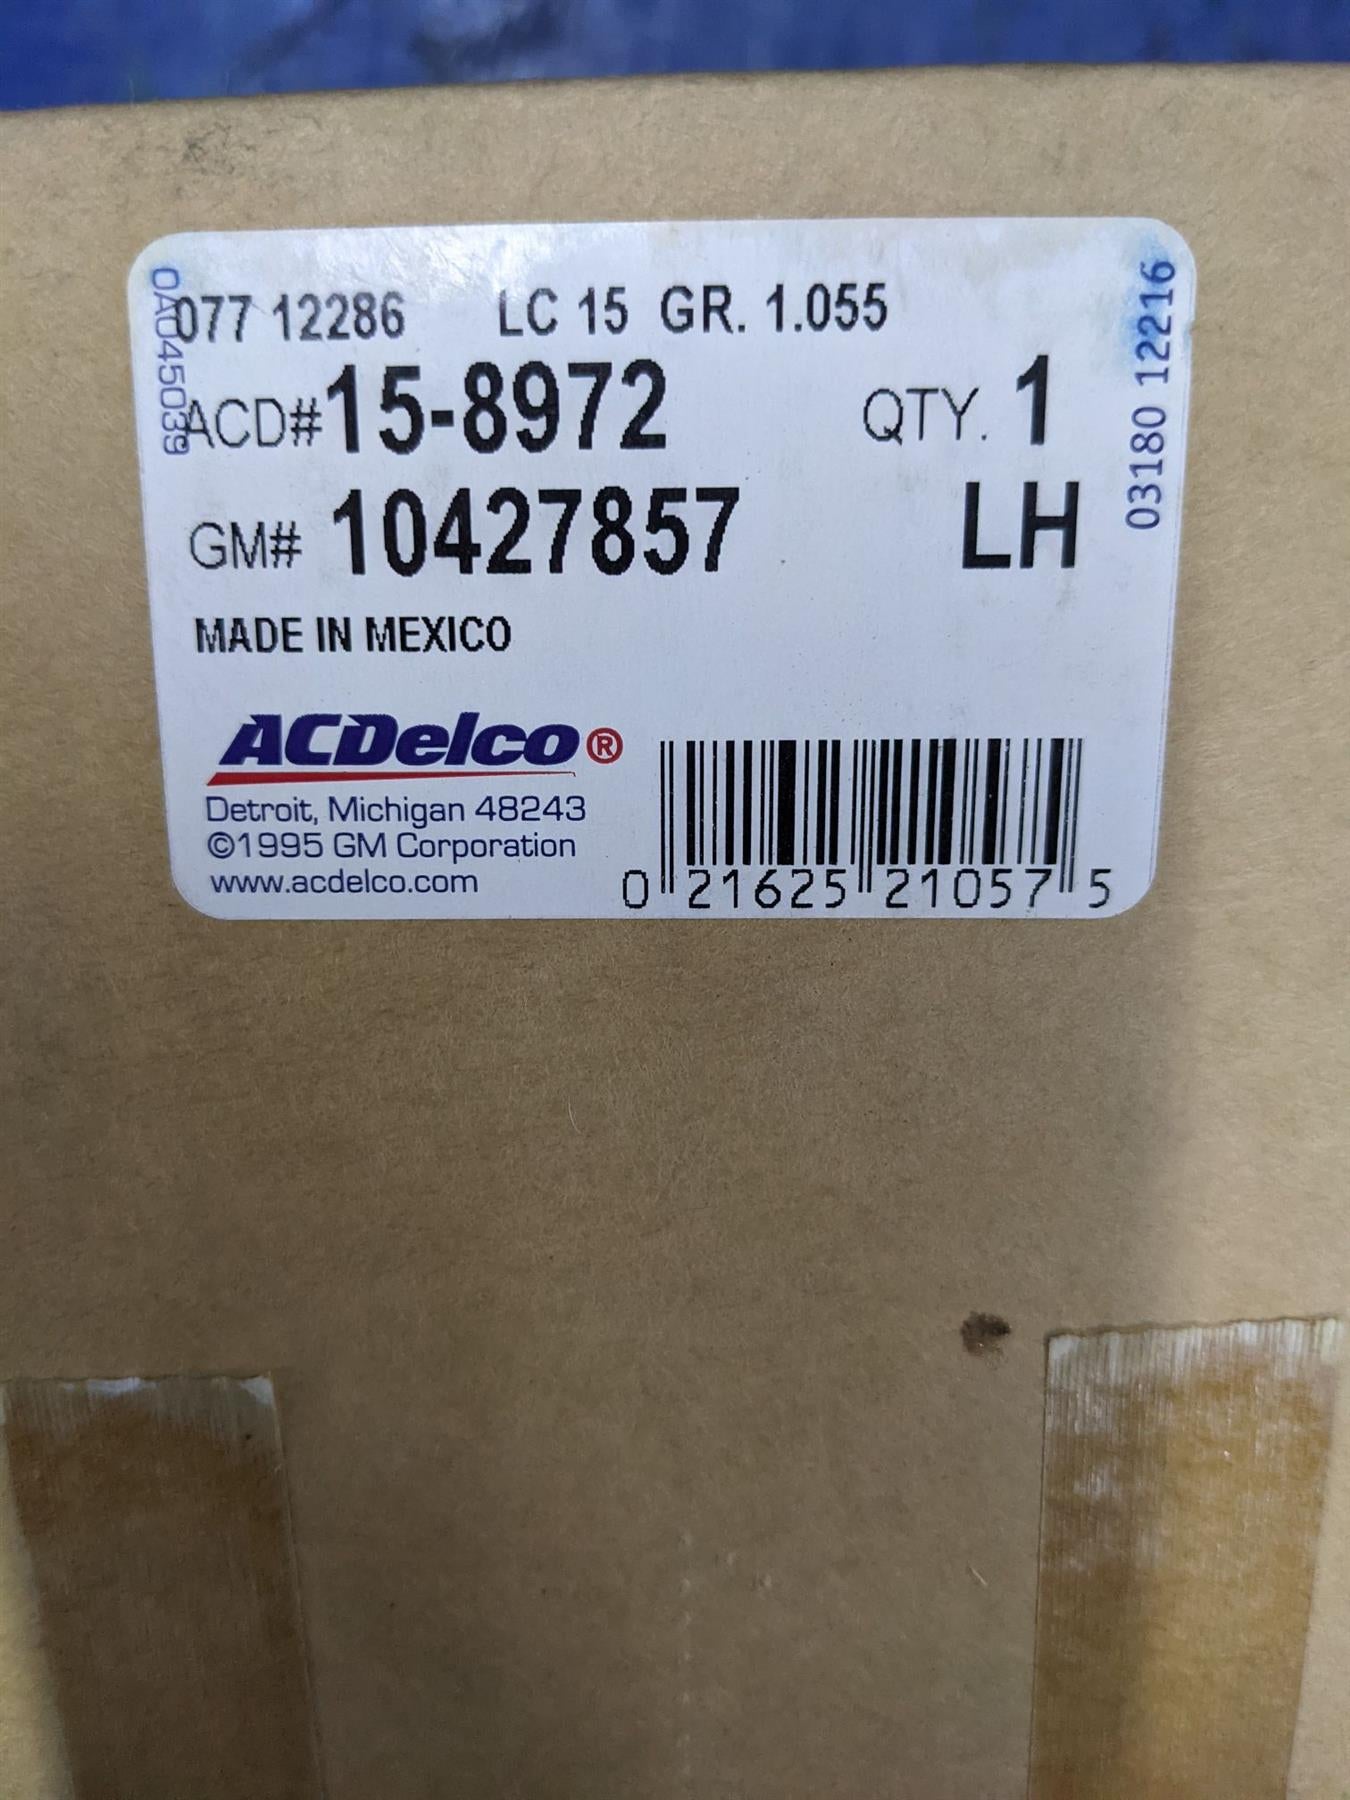 077 12286 LC 15 GR. 1.055
ACD# 15-8972 QTY. 1
GM# 10427857 LH
MADE IN MEXICO
ACDelco®
Detroit, Michigan 48243
©1995 GM Corporation
www.acdelco.com
0 21625 21057 5
0A045039
03180 12216